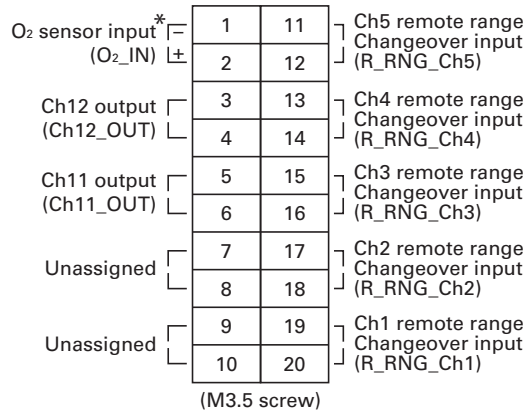 O₂ sensor input* −
(O₂_IN) +
1 11
2 12
Ch5 remote range
Changeover input
(R_RNG_Ch5)
Ch12 output
(Ch12_OUT)
3 13
4 14
Ch4 remote range
Changeover input
(R_RNG_Ch4)
Ch11 output
(Ch11_OUT)
5 15
6 16
Ch3 remote range
Changeover input
(R_RNG_Ch3)
Unassigned
7 17
8 18
Ch2 remote range
Changeover input
(R_RNG_Ch2)
Unassigned
9 19
10 20
Ch1 remote range
Changeover input
(R_RNG_Ch1)
(M3.5 screw)